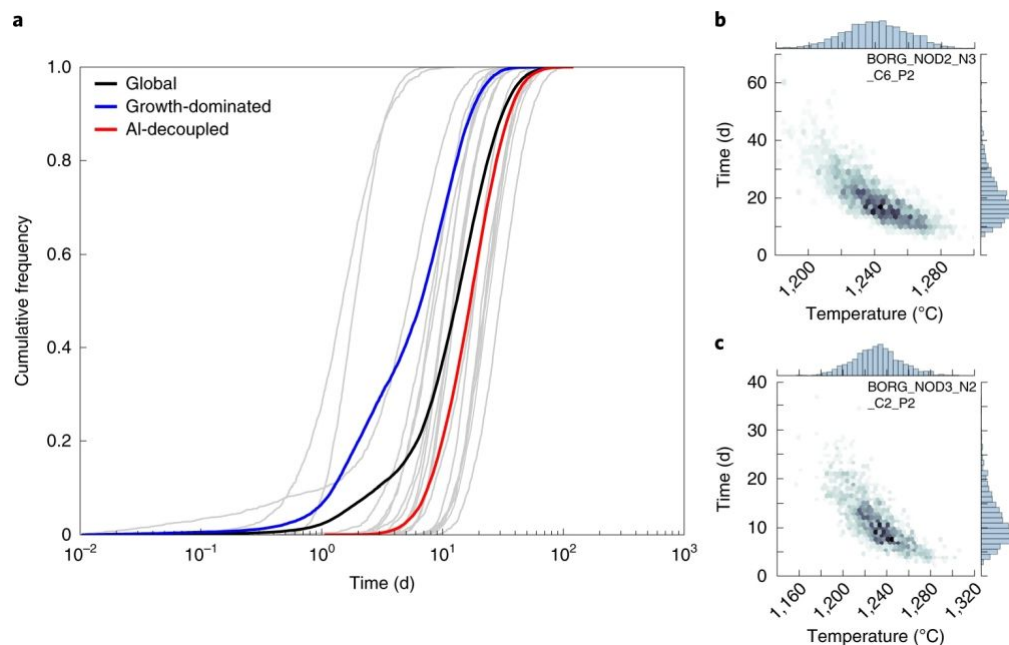 a
1.0
0.8
0.6
0.4
0.2
0
Cumulative frequency
Global
Growth-dominated
Al-decoupled
10⁻²
10⁻¹
10⁰
10¹
10²
10³
Time (d)
b
BORG_NOD2_N3
_C6_P2
60
40
20
0
Time (d)
1,200
1,240
1,280
Temperature (°C)
c
BORG_NOD3_N2
_C2_P2
40
30
20
10
0
Time (d)
1,160
1,200
1,240
1,280
1,320
Temperature (°C)